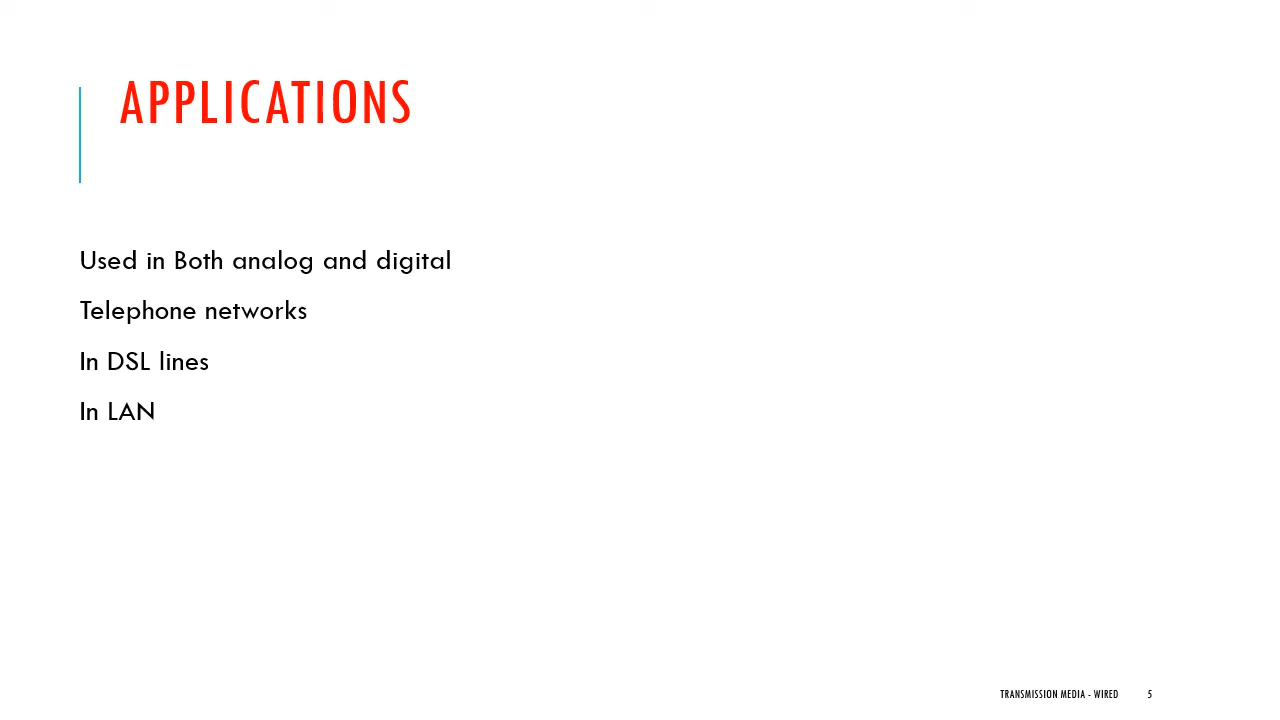 APPLICATIONS
Used in Both analog and digital
Telephone networks
In DSL lines
In LAN
TRANSMISSION MEDIA - WIRED 5